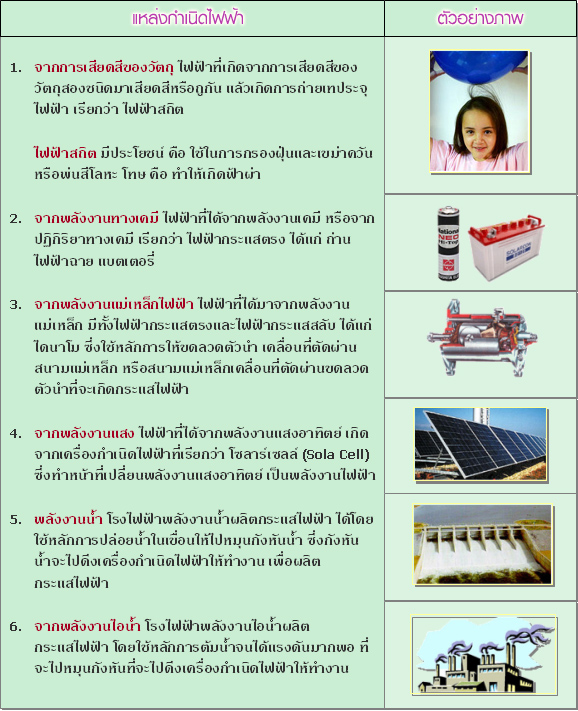 แหล่งกำเนิดไฟฟ้า
ตัวอย่างภาพ
1. จากการเสียดสีของวัตถุ ไฟฟ้าที่เกิดจากการเสียดสีของ
วัตถุสองชนิดมาเสียดสีหรือถูกัน แล้วเกิดการถ่ายเทประจุ
ไฟฟ้า เรียกว่า ไฟฟ้าสถิต
ไฟฟ้าสถิต มีประโยชน์ คือ ใช้ในการกรองฝุ่นและเขม่าควัน
หรือพ่นสีโลหะ โทษ คือ ทำให้เกิดฟ้าผ่า
2. จากพลังงานทางเคมี ไฟฟ้าที่ได้จากพลังงานเคมี หรือจาก
ปฏิกิริยาทางเคมี เรียกว่า ไฟฟ้ากระแสตรง ได้แก่ ถ่าน
ไฟฟ้าฉาย แบตเตอรี่
National
NEO
Hi-Top
3. จากพลังงานแม่เหล็กไฟฟ้า ไฟฟ้าที่ได้มาจากพลังงาน
แม่เหล็ก มีทั้งไฟฟ้ากระแสตรงและไฟฟ้ากระแสสลับ ได้แก่
ไดนาโม ซึ่งใช้หลักการให้ขดลวดตัวนำ เคลื่อนที่ตัดผ่าน
สนามแม่เหล็ก หรือสนามแม่เหล็กเคลื่อนที่ตัดผ่านขดลวด
ตัวนำที่จะเกิดกระแสไฟฟ้า
4. จากพลังงานแสง ไฟฟ้าที่ได้จากพลังงานแสงอาทิตย์ เกิด
จากเครื่องกำเนิดไฟฟ้าที่เรียกว่า โซลาร์เซลล์ (Sola Cell)
ซึ่งทำหน้าที่เปลี่ยนพลังงานแสงอาทิตย์ เป็นพลังงานไฟฟ้า
5. พลังงานน้ำ โรงไฟฟ้าพลังงานน้ำผลิตกระแสไฟฟ้า ได้โดย
ใช้หลักการปล่อยน้ำในเขื่อนให้ไปหมุนกังหันน้ำ ซึ่งกังหัน
น้ำจะไปดึงเครื่องกำเนิดไฟฟ้าให้ทำงาน เพื่อผลิต
กระแสไฟฟ้า
6. จากพลังงานไอน้ำ โรงไฟฟ้าพลังงานไอน้ำผลิต
กระแสไฟฟ้า โดยใช้หลักการต้มน้ำจนได้แรงดันมากพอ ที่
จะไปหมุนกังหันที่จะไปดึงเครื่องกำเนิดไฟฟ้าให้ทำงาน